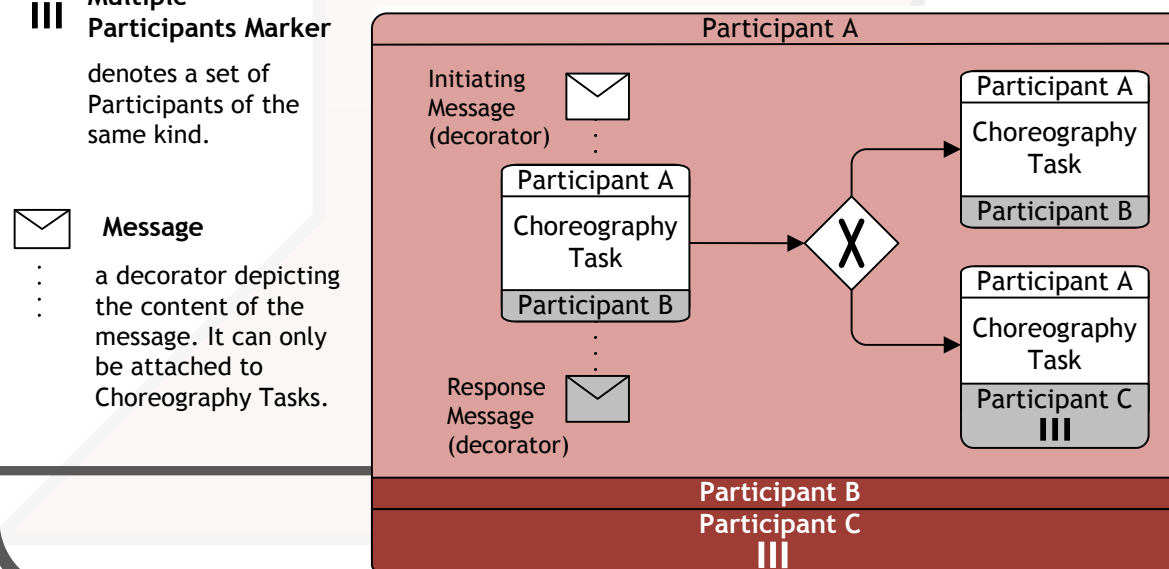 Multiple
Participants Marker
denotes a set of
Participants of the
same kind.
Message
a decorator depicting
the content of the
message. It can only
be attached to
Choreography Tasks.
Participant A
Initiating
Message
(decorator)
Participant A
Choreography
Task
Participant B
Response
Message
(decorator)
X
Participant A
Choreography
Task
Participant B
Participant A
Choreography
Task
Participant C
Participant B
Participant C